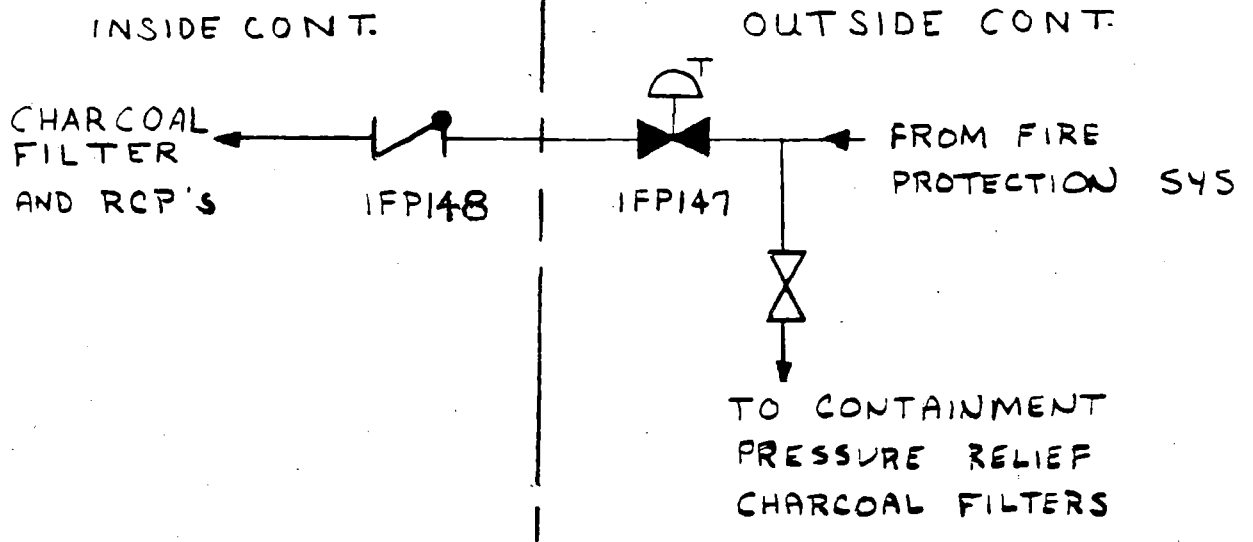 INSIDE CONT.
OUTSIDE CONT.
T
CHARCOAL
FILTER
AND RCP'S
1FP148
1FP147
FROM FIRE
PROTECTION SYS
TO CONTAINMENT
PRESSURE RELIEF
CHARCOAL FILTERS